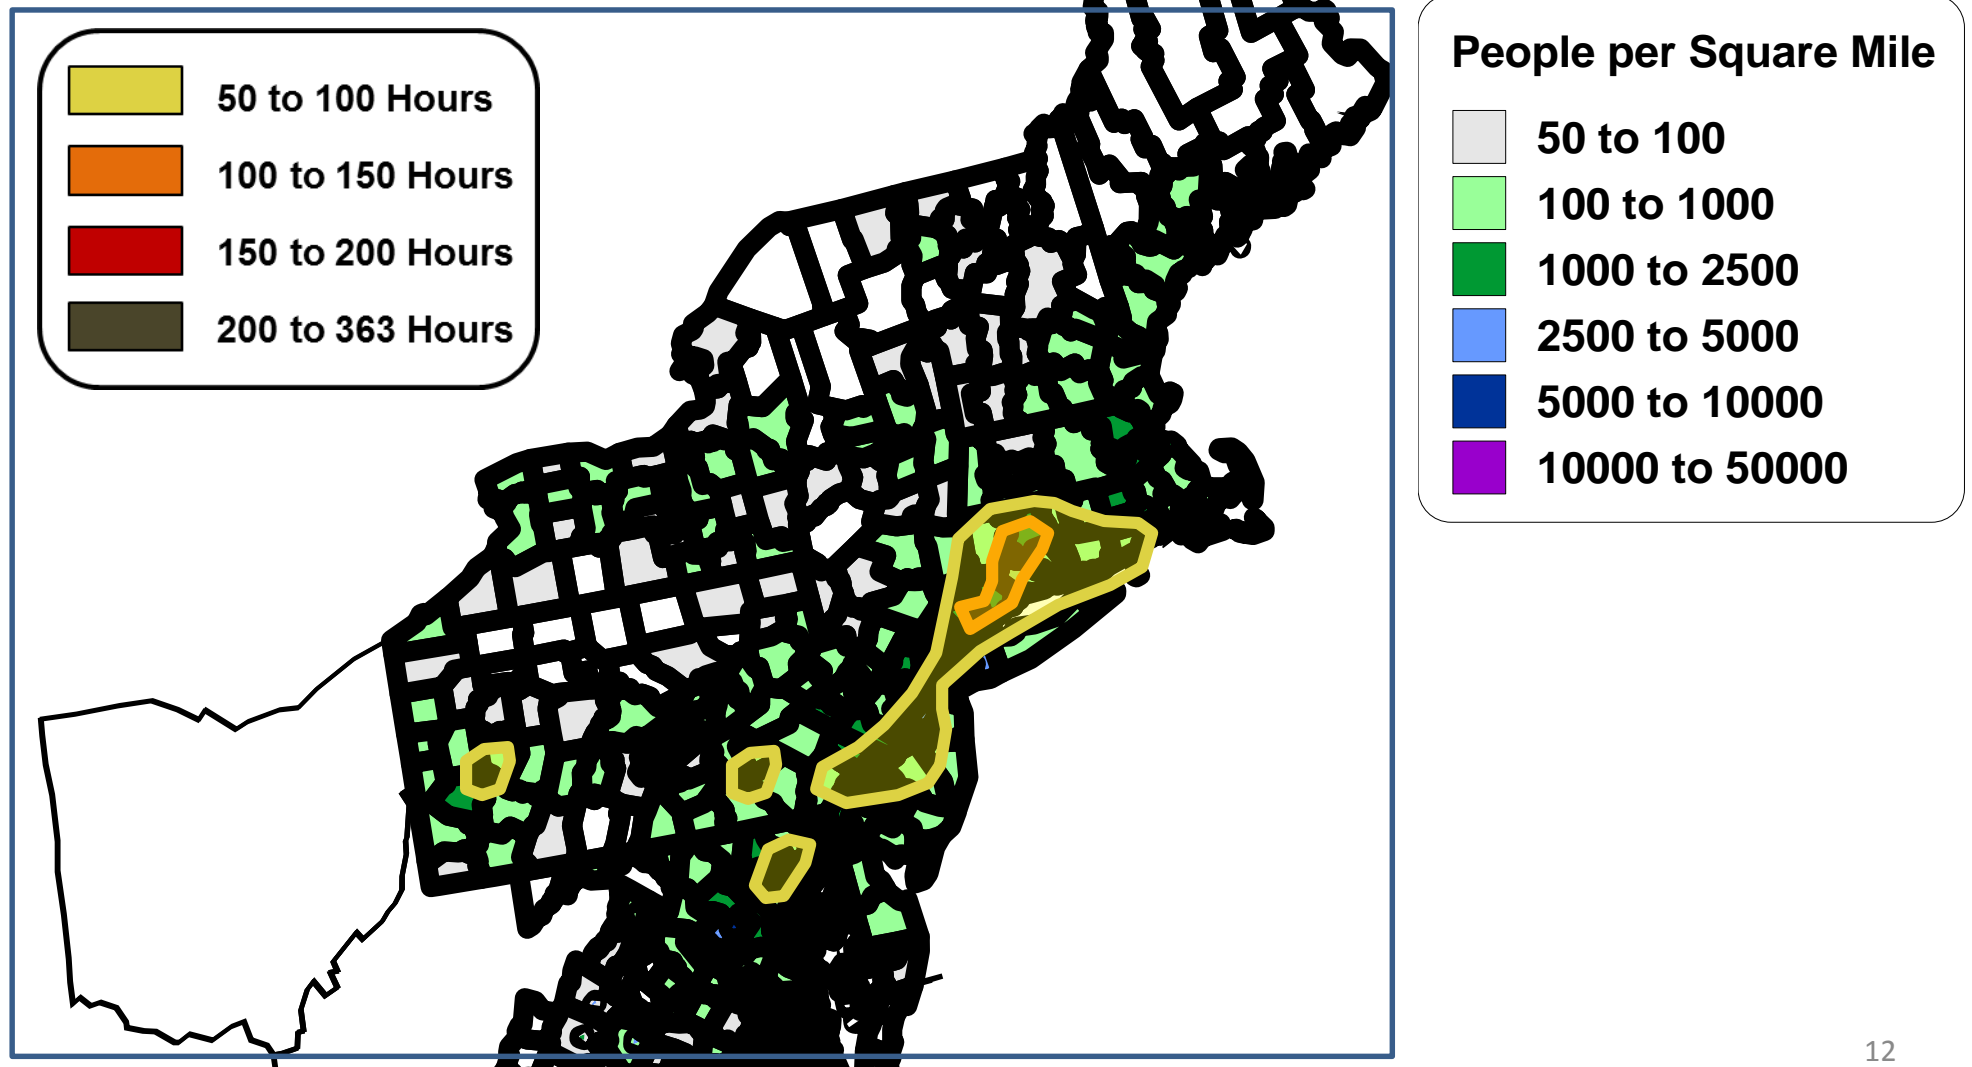 50 to 100 Hours
100 to 150 Hours
150 to 200 Hours
200 to 363 Hours
People per Square Mile
50 to 100
100 to 1000
1000 to 2500
2500 to 5000
5000 to 10000
10000 to 50000
12